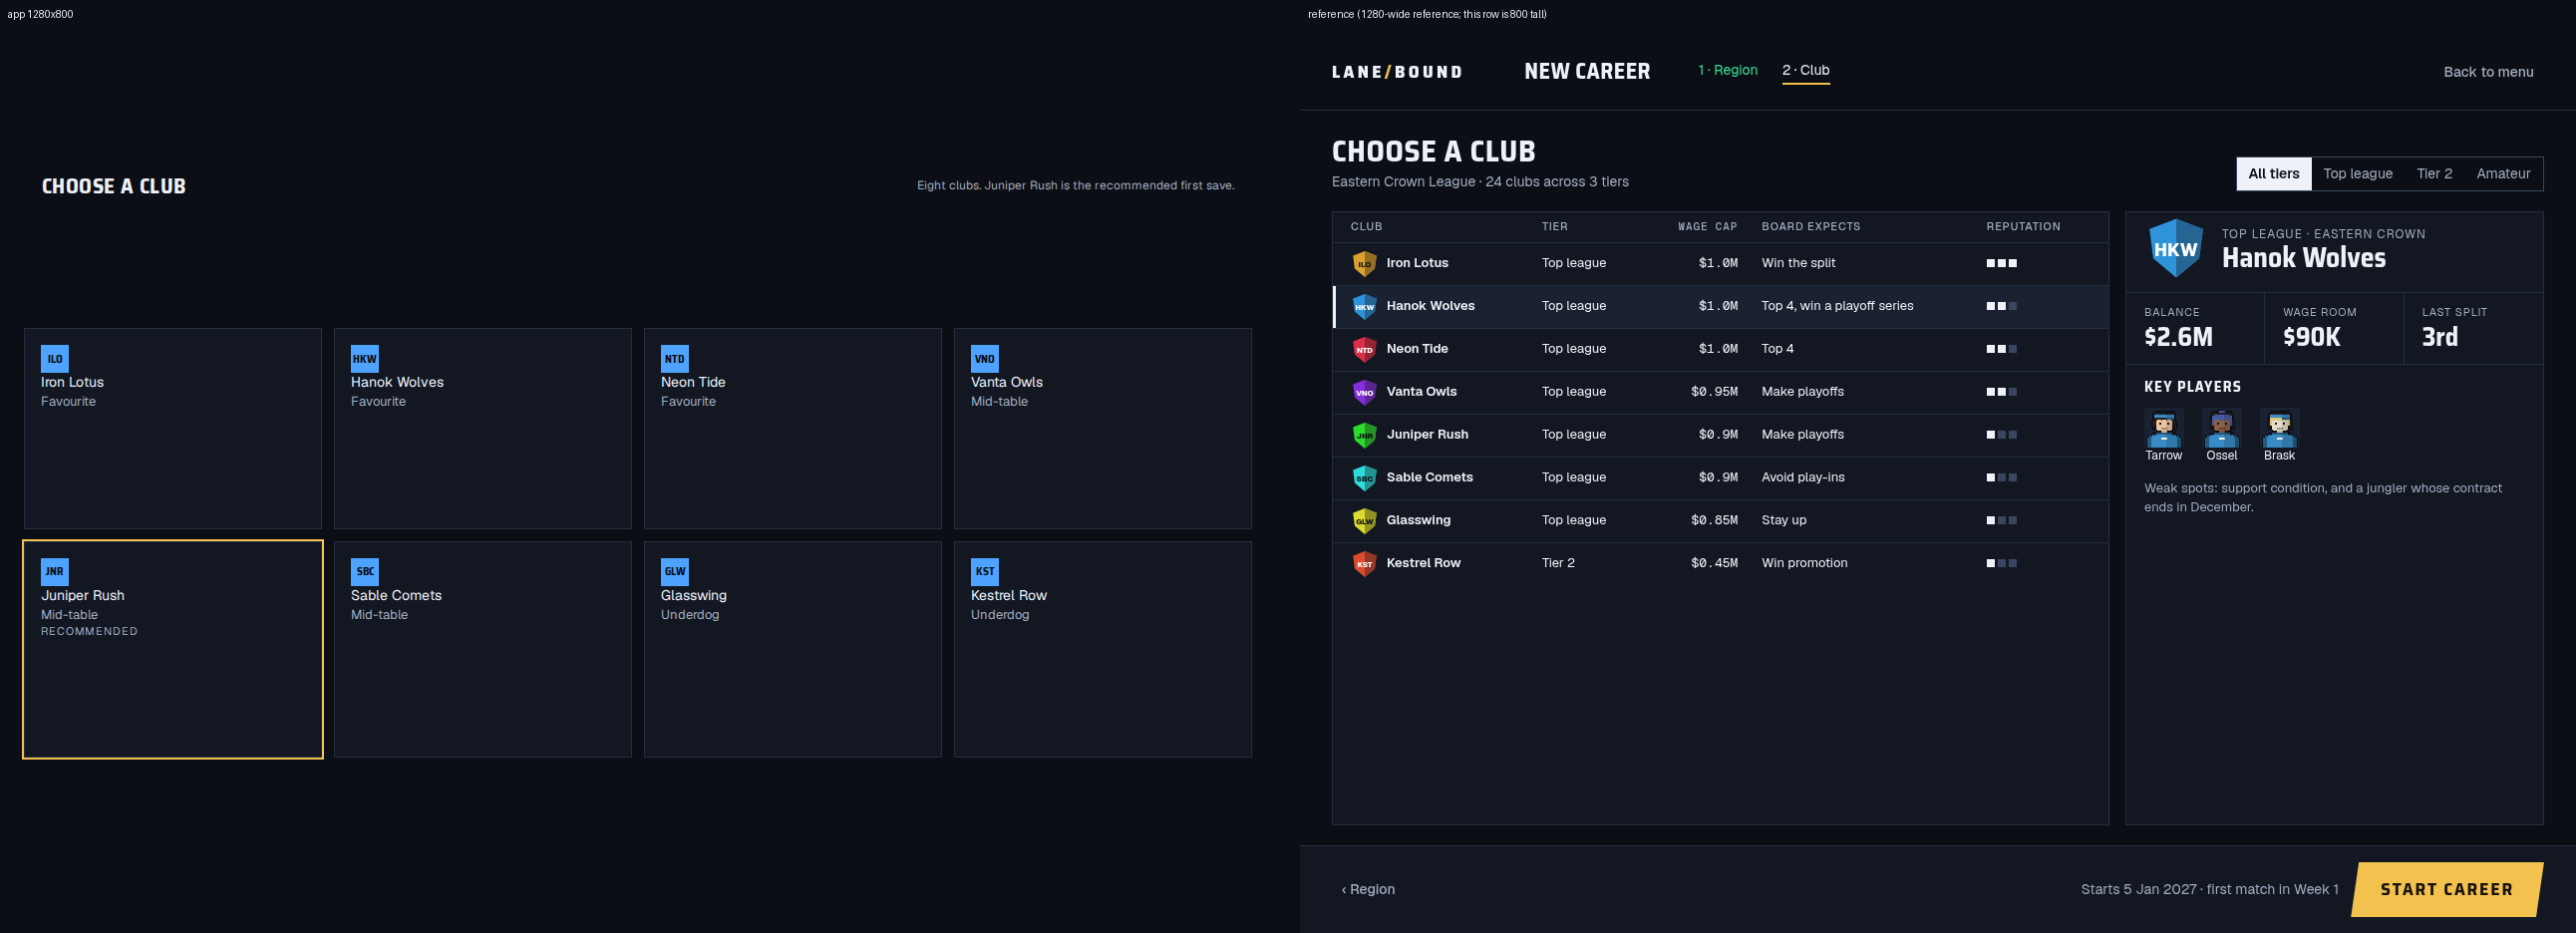 app 1280x800
CHOOSE A CLUB
Eight clubs. Juniper Rush is the recommended first save.
ILO
Iron Lotus
Favourite
HKW
Hanok Wolves
Favourite
NTD
Neon Tide
Favourite
VNO
Vanta Owls
Mid-table
JNR
Juniper Rush
Mid-table
RECOMMENDED
SBC
Sable Comets
Mid-table
GLW
Glasswing
Underdog
KST
Kestrel Row
Underdog
reference (1280-wide reference; this row is 800 tall)
LANE/BOUND
NEW CAREER
1 · Region
2 · Club
Back to menu
CHOOSE A CLUB
Eastern Crown League · 24 clubs across 3 tiers
All tiers Top league Tier 2 Amateur
CLUB TIER WAGE CAP BOARD EXPECTS REPUTATION
ILO Iron Lotus Top league $1.0M Win the split
HKW Hanok Wolves Top league $1.0M Top 4, win a playoff series
NTD Neon Tide Top league $1.0M Top 4
VNO Vanta Owls Top league $0.95M Make playoffs
JNR Juniper Rush Top league $0.9M Make playoffs
SBC Sable Comets Top league $0.9M Avoid play-ins
GLW Glasswing Top league $0.85M Stay up
KST Kestrel Row Tier 2 $0.45M Win promotion
HKW
TOP LEAGUE · EASTERN CROWN
Hanok Wolves
BALANCE WAGE ROOM LAST SPLIT
$2.6M $90K 3rd
KEY PLAYERS
Tarrow Ossel Brask
Weak spots: support condition, and a jungler whose contract
ends in December.
‹ Region
Starts 5 Jan 2027 · first match in Week 1
START CAREER